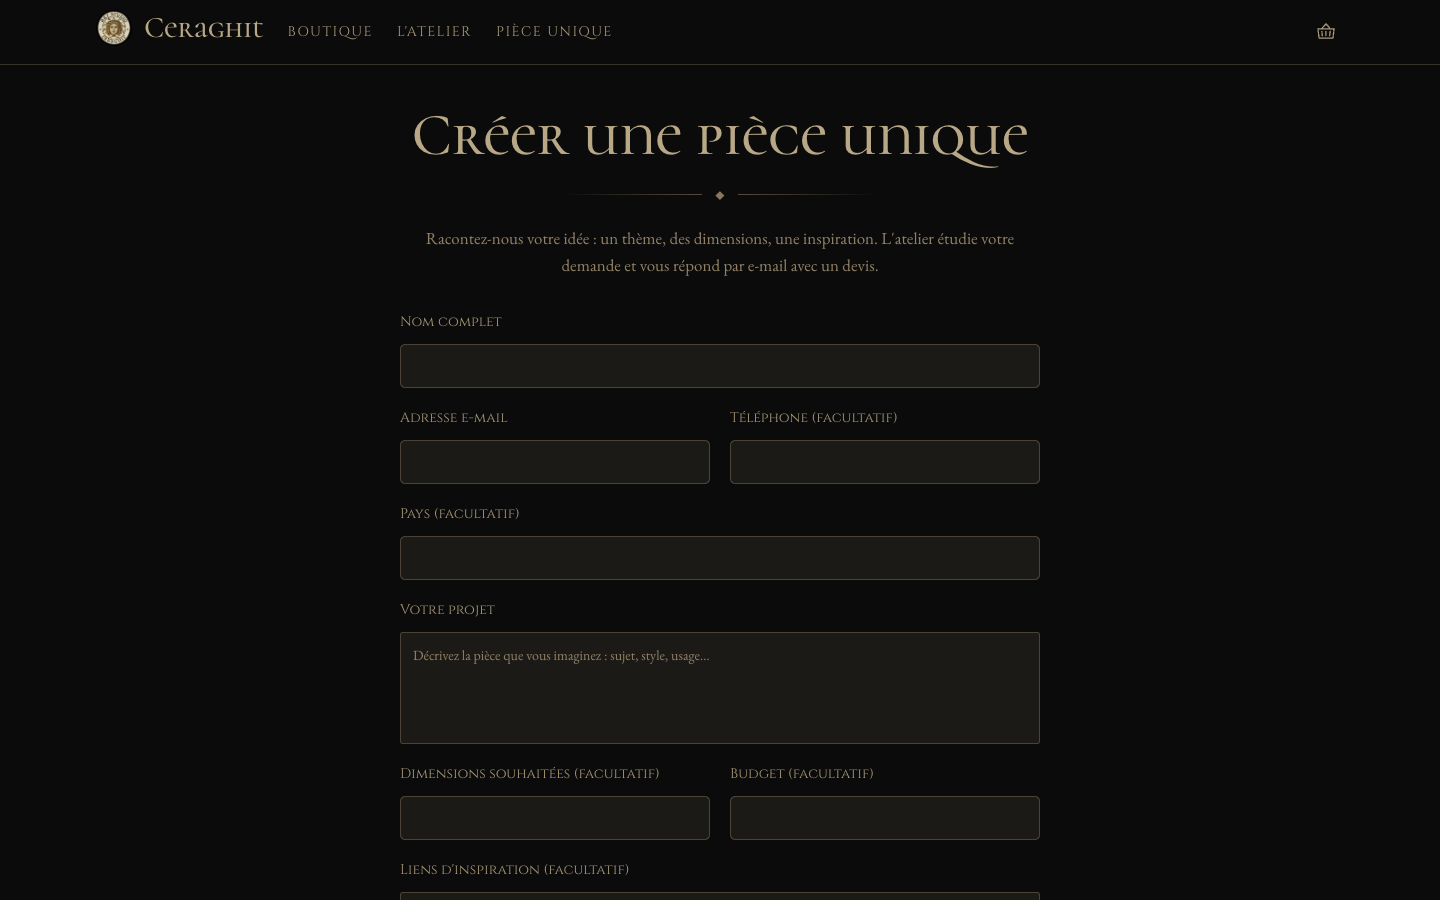 Ceraghit
BOUTIQUE
L'ATELIER
PIÈCE UNIQUE
Créer une pièce unique
Racontez-nous votre idée : un thème, des dimensions, une inspiration. L'atelier étudie votre
demande et vous répond par e-mail avec un devis.
Nom complet
Adresse e-mail
Téléphone (facultatif)
Pays (facultatif)
Votre projet
Décrivez la pièce que vous imaginez : sujet, style, usage…
Dimensions souhaitées (facultatif)
Budget (facultatif)
Liens d'inspiration (facultatif)